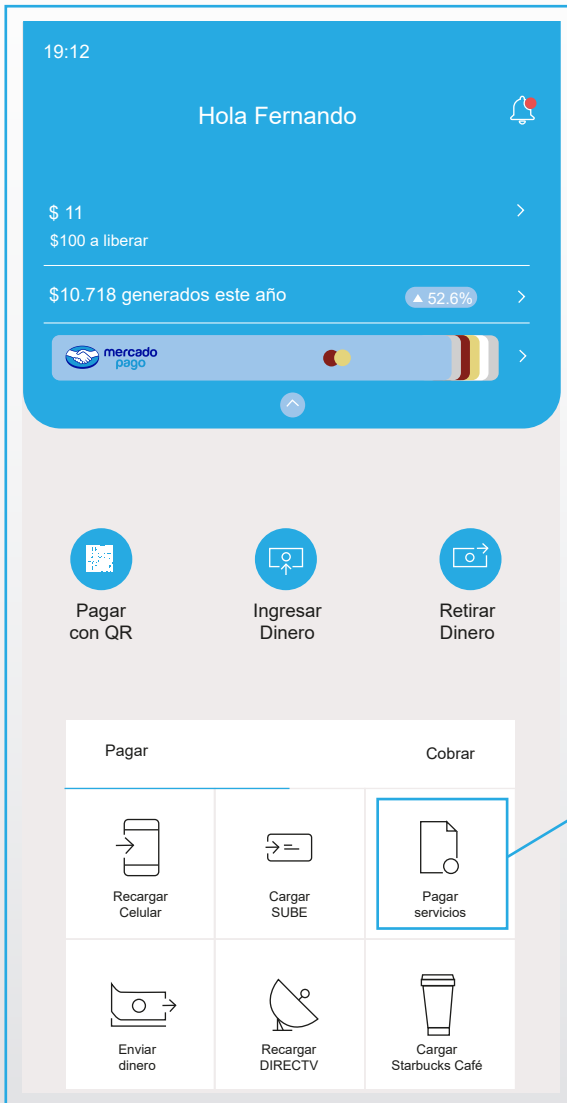 19:12
Hola Fernando
$ 11
$100 a liberar
$10.718 generados este año
▲ 52.6%
mercado
pago
Pagar
con QR
Ingresar
Dinero
Retirar
Dinero
Pagar
Cobrar
Recargar
Celular
Cargar
SUBE
Pagar
servicios
Enviar
dinero
Recargar
DIRECTV
Cargar
Starbucks Café